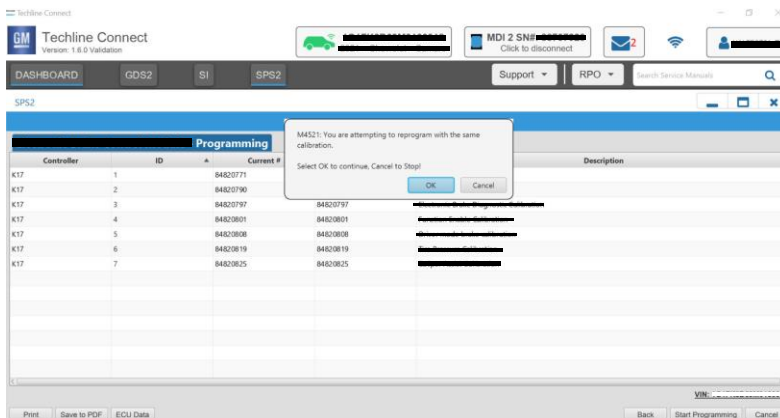 Techline Connect
GM Techline Connect
Version: 1.6.0 Validation
MDI 2 SN#:
Click to disconnect
2
DASHBOARD GDS2 SI SPS2 Support RPO Search Service Manuals
SPS2
Programming
M4521: You are attempting to reprogram with the same
calibration.
Select OK to continue, Cancel to Stop!
OK Cancel
Controller ID Current # Description
K17 1 84820771
K17 2 84820790
K17 3 84820797 84820797
K17 4 84820801 84820801
K17 5 84820808 84820808
K17 6 84820819 84820819
K17 7 84820825 84820825
VIN:
Print Save to PDF ECU Data Back Start Programming Cancel